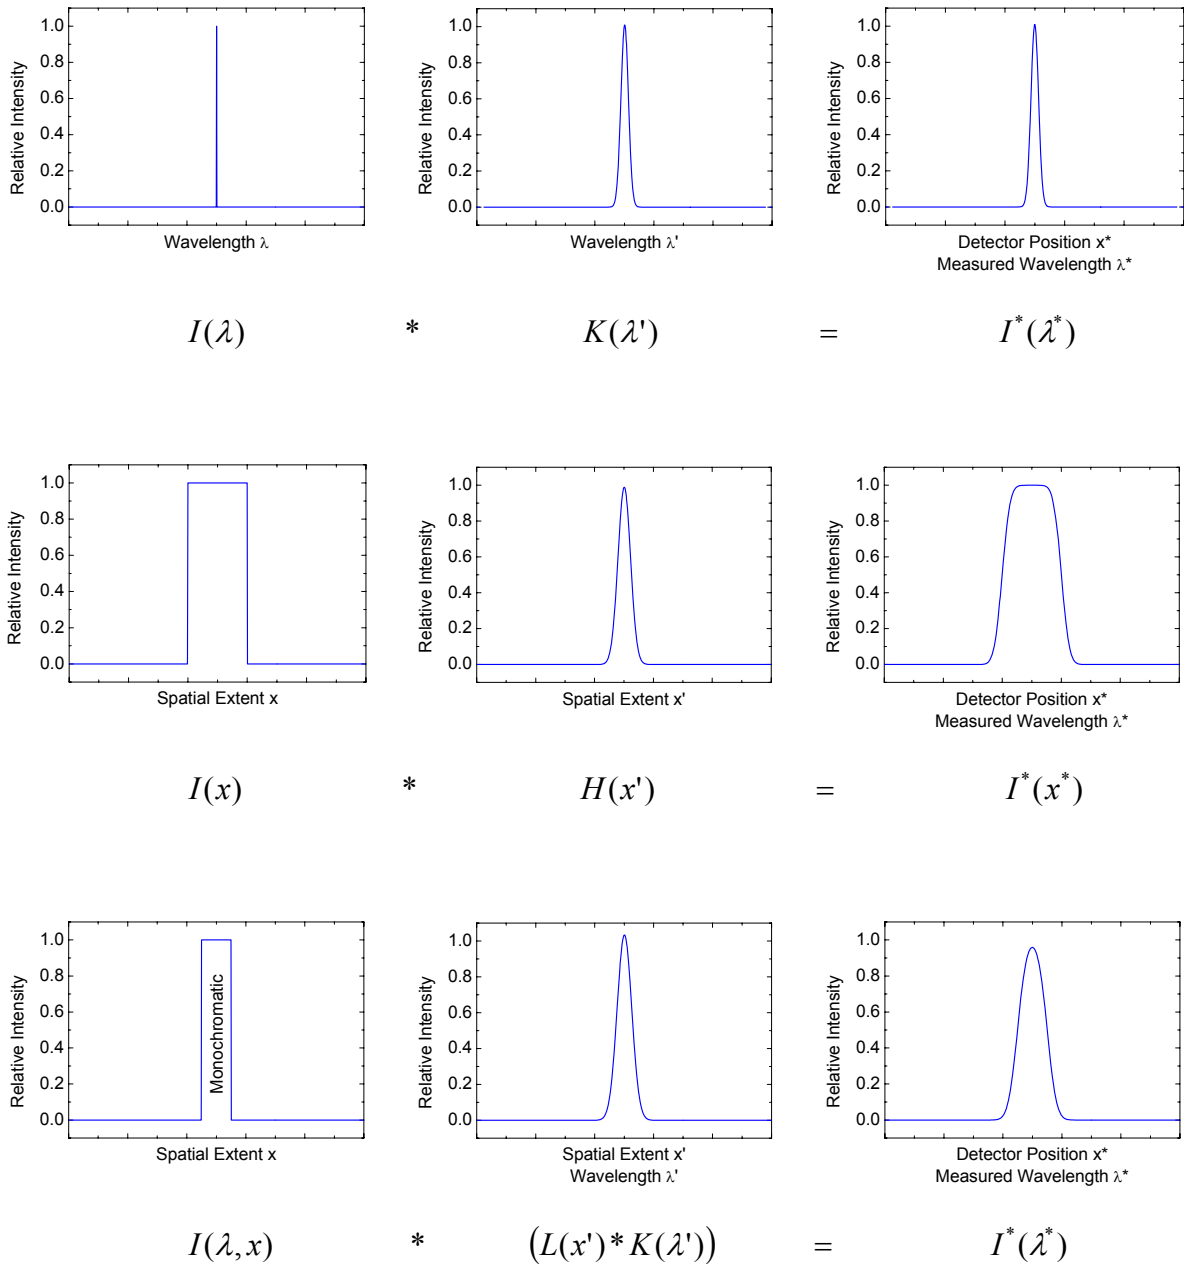 Relative Intensity
1.0
0.8
0.6
0.4
0.2
0.0
Wavelength λ
Relative Intensity
1.0
0.8
0.6
0.4
0.2
0.0
Wavelength λ'
Relative Intensity
1.0
0.8
0.6
0.4
0.2
0.0
Detector Position x*
Measured Wavelength λ*
I(λ) * K(λ') = I*(λ*)
Relative Intensity
1.0
0.8
0.6
0.4
0.2
0.0
Spatial Extent x
Relative Intensity
1.0
0.8
0.6
0.4
0.2
0.0
Spatial Extent x'
Relative Intensity
1.0
0.8
0.6
0.4
0.2
0.0
Detector Position x*
Measured Wavelength λ*
I(x) * H(x') = I*(x*)
Relative Intensity
1.0
0.8
0.6
0.4
0.2
0.0
Monochromatic
Spatial Extent x
Relative Intensity
1.0
0.8
0.6
0.4
0.2
0.0
Spatial Extent x'
Wavelength λ'
Relative Intensity
1.0
0.8
0.6
0.4
0.2
0.0
Detector Position x*
Measured Wavelength λ*
I(λ,x) * (L(x')*K(λ')) = I*(λ*)